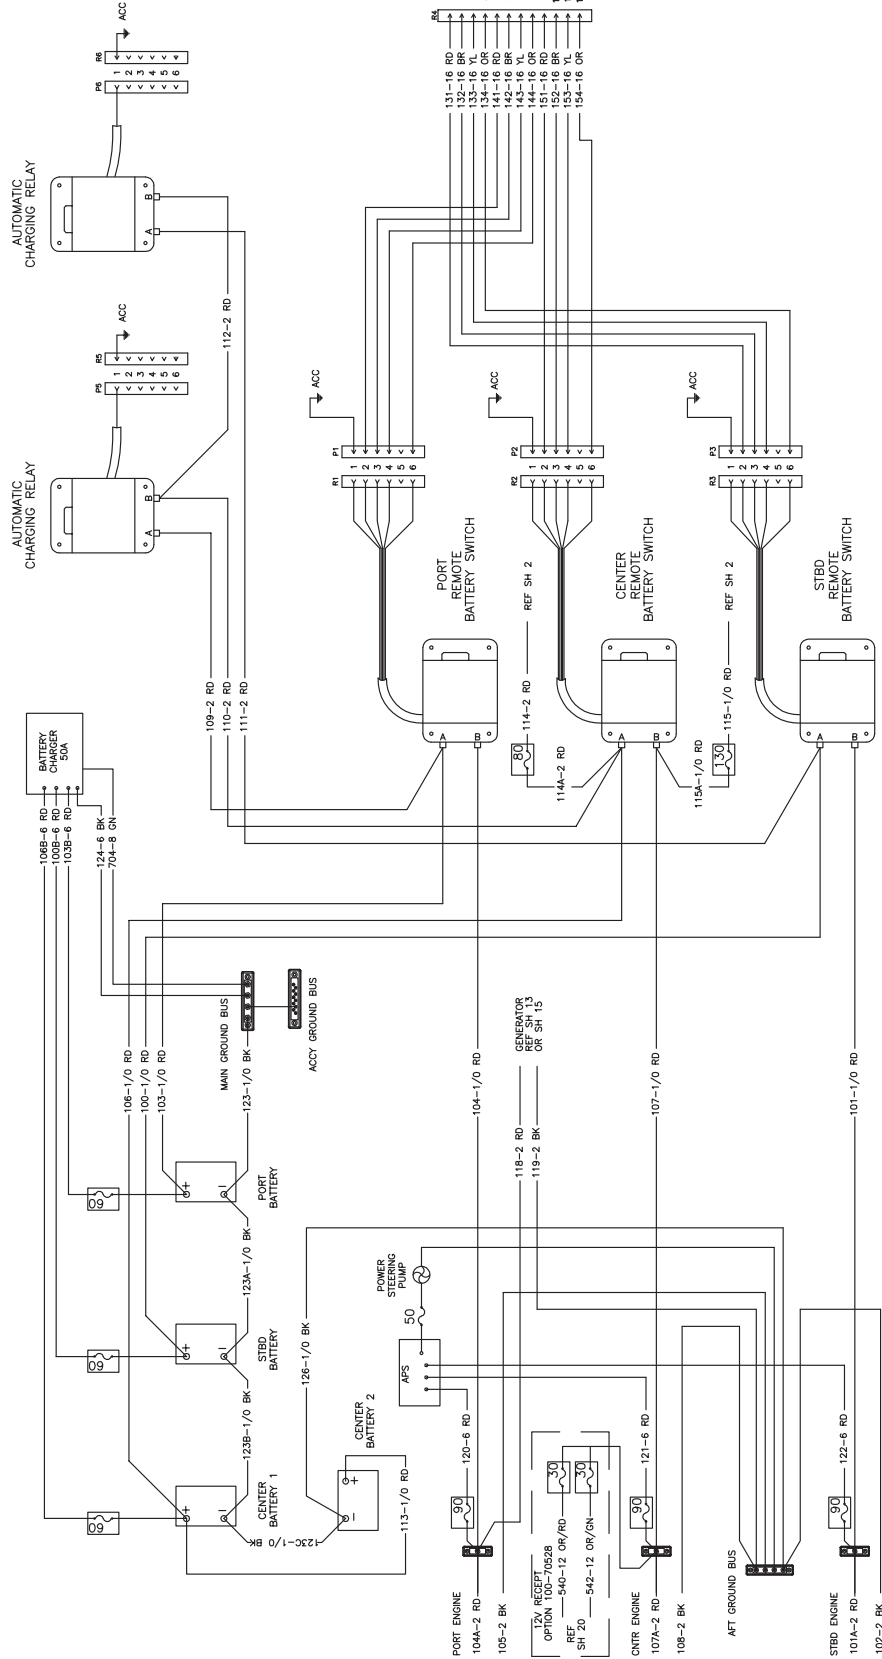 ACC
R6
1 2 3 4 5 6
P6
AUTOMATIC
CHARGING RELAY
A
B
112-2 RD
ACC
R5
1 2 3 4 5 6
P5
AUTOMATIC
CHARGING RELAY
A
B
R4
131-16 RD
132-16 BR
133-16 YL
134-16 OR
141-16 RD
142-16 BR
143-16 YL
144-16 OR
151-16 RD
152-16 BR
153-16 YL
154-16 OR
ACC
P1
1 2 3 4 5 6
R1
ACC
P2
1 2 3 4 5 6
R2
ACC
P3
1 2 3 4 5 6
R3
PORT
REMOTE
BATTERY SWITCH
A
B
REF SH 2
114-2 RD
80
114A-2 RD
CENTER
REMOTE
BATTERY SWITCH
A
B
REF SH 2
115-1/0 RD
130
115A-1/0 RD
STBD
REMOTE
BATTERY SWITCH
A
B
109-2 RD
110-2 RD
111-2 RD
BATTERY
CHARGER
50A
106B-6 RD
100B-6 RD
103B-6 RD
124-6 BK
704-8 GN
MAIN GROUND BUS
ACCY GROUND BUS
106-1/0 RD
100-1/0 RD
103-1/0 RD
123-1/0 BK
60
PORT
BATTERY
+
-
123A-1/0 BK
60
STBD
BATTERY
+
-
123B-1/0 BK
60
CENTER
BATTERY 1
+
-
123C-1/0 BK
126-1/0 BK
CENTER
BATTERY 2
+
-
113-1/0 RD
104-1/0 RD
GENERATOR
REF SH 13
OR SH 15
118-2 RD
119-2 BK
107-1/0 RD
101-1/0 RD
POWER
STEERING
PUMP
50
APS
120-6 RD
90
PORT ENGINE
104A-2 RD
105-2 BK
30
30
12V RECEPT
OPTION 100-70528
540-12 OR/RD
REF
SH 20
542-12 OR/GN
121-6 RD
90
CNTR ENGINE
107A-2 RD
108-2 BK
AFT GROUND BUS
122-6 RD
90
STBD ENGINE
101A-2 RD
102-2 BK